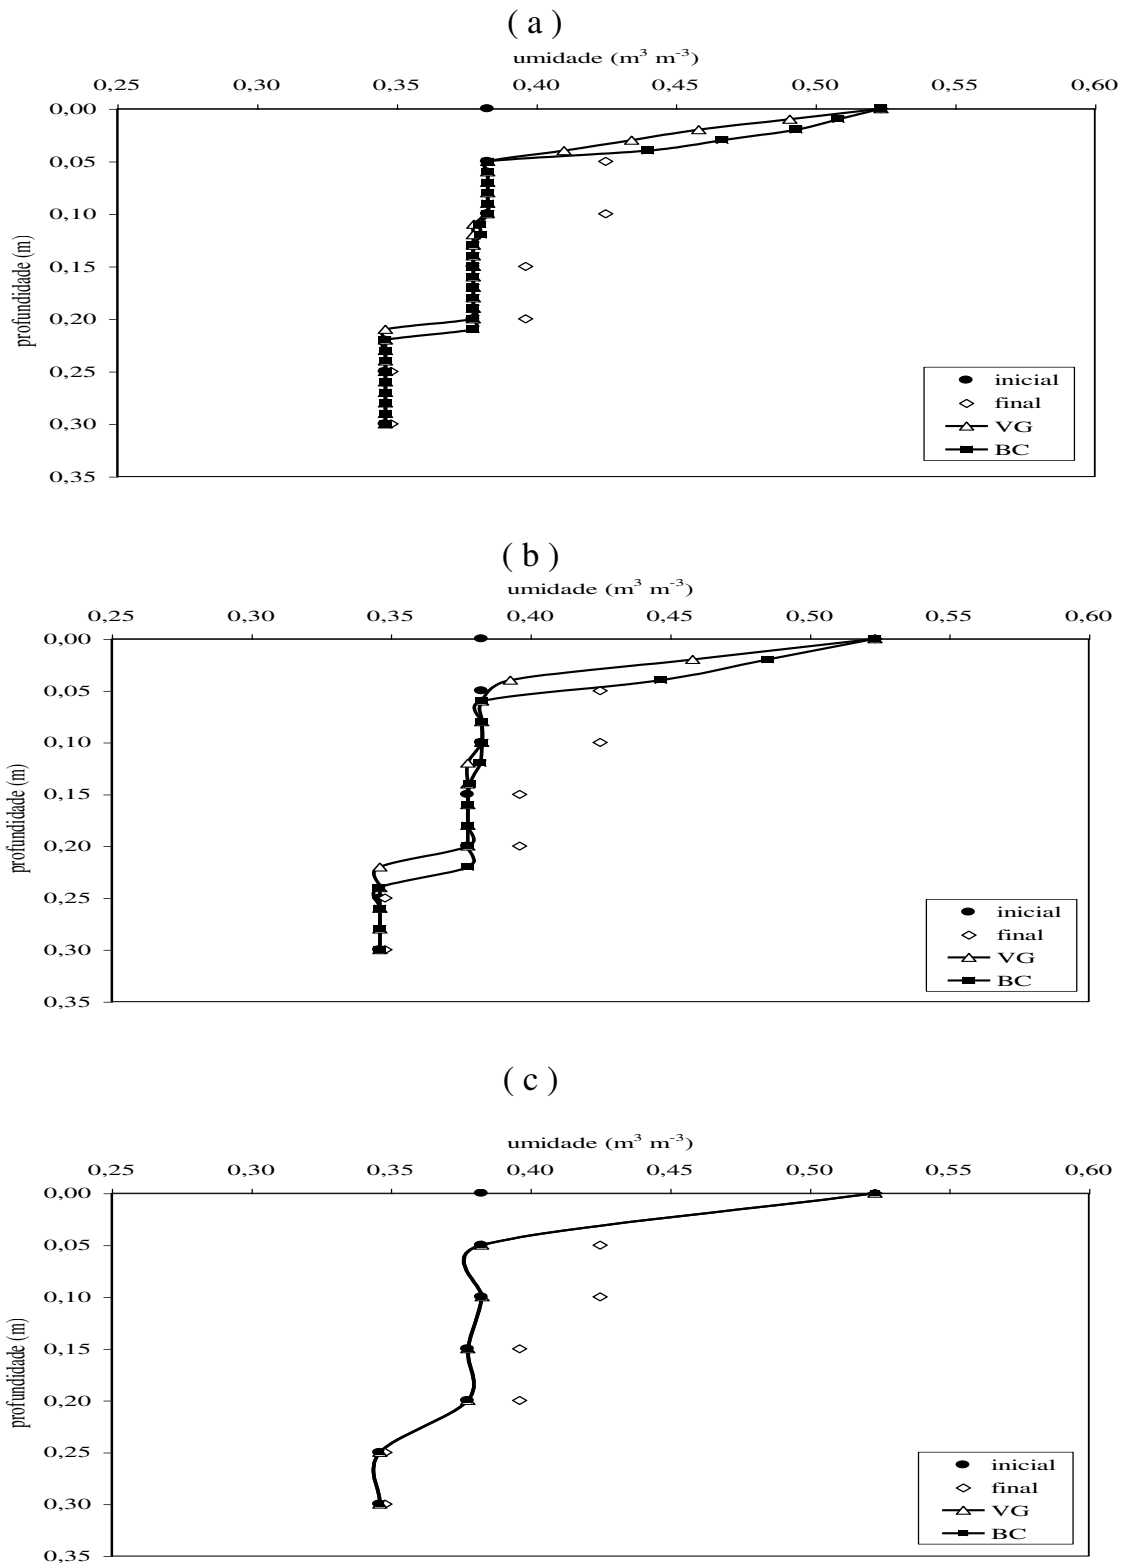 ( a )
umidade (m³ m⁻³)
0,25 0,30 0,35 0,40 0,45 0,50 0,55 0,60
0,00
0,05
0,10
0,15
0,20
0,25
0,30
0,35
profundidade (m)
inicial
final
VG
BC
( b )
umidade (m³ m⁻³)
0,25 0,30 0,35 0,40 0,45 0,50 0,55 0,60
0,00
0,05
0,10
0,15
0,20
0,25
0,30
0,35
profundidade (m)
inicial
final
VG
BC
( c )
umidade (m³ m⁻³)
0,25 0,30 0,35 0,40 0,45 0,50 0,55 0,60
0,00
0,05
0,10
0,15
0,20
0,25
0,30
0,35
profundidade (m)
inicial
final
VG
BC